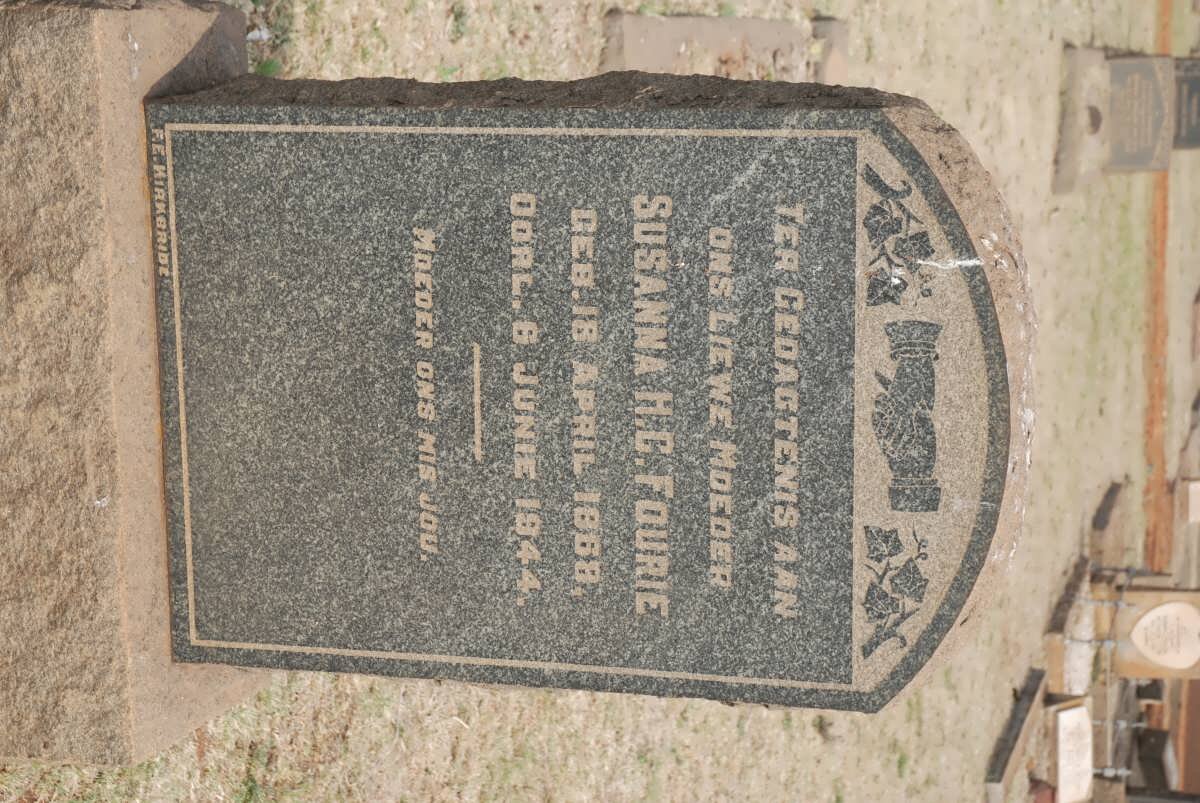 TER GEDAGTENIS AAN
ONS LIEWE MOEDER
SUSANNA H.C. FOURIE
GEB. 18 APRIL 1868,
OORL. 6 JUNIE 1944.
MOEDER ONS MIS JOU.